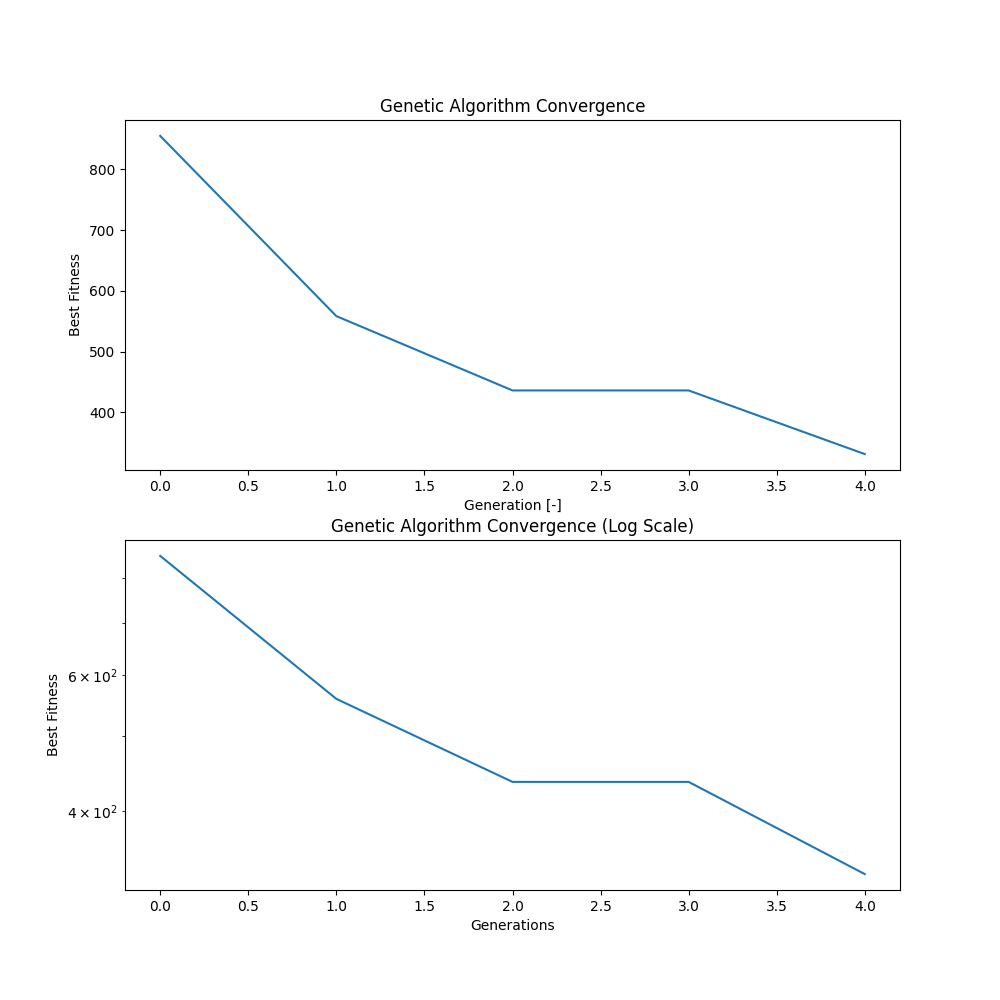 Genetic Algorithm Convergence
800
700
600
500
400
Best Fitness
0.0 0.5 1.0 1.5 2.0 2.5 3.0 3.5 4.0
Generation [-]
Genetic Algorithm Convergence (Log Scale)
6 × 10²
4 × 10²
Best Fitness
0.0 0.5 1.0 1.5 2.0 2.5 3.0 3.5 4.0
Generations